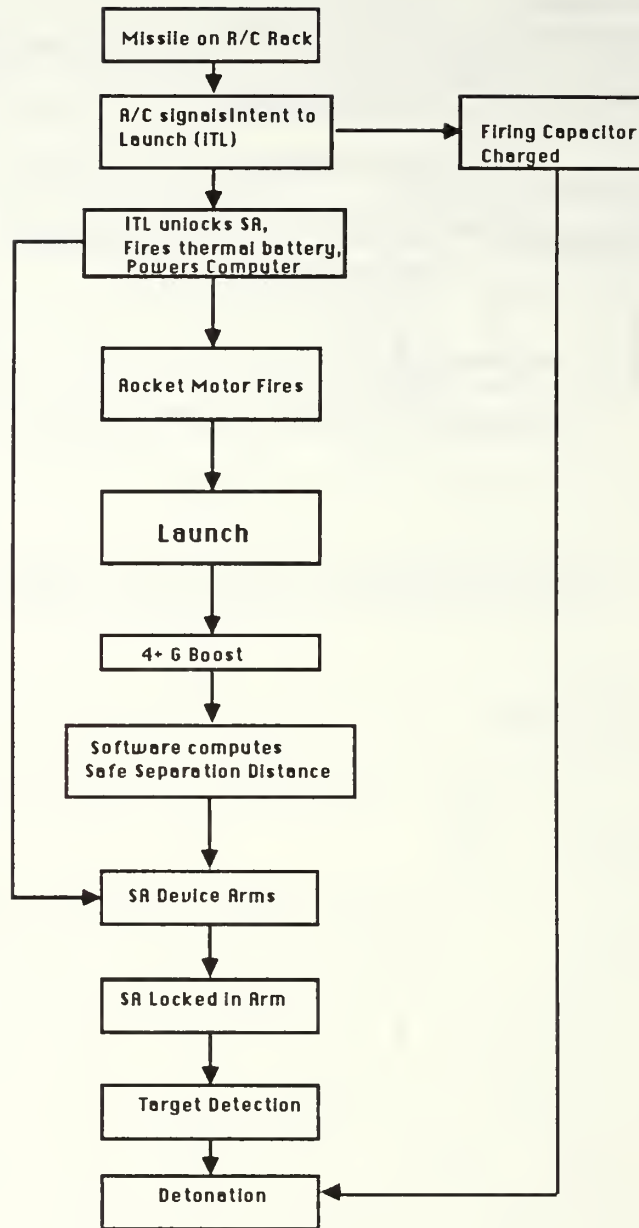 Missile on A/C Rack
A/C signalsIntent to
Launch (ITL)
Firing Capacitor
Charged
ITL unlocks SA,
Fires thermal battery,
Powers Computer
Rocket Motor Fires
Launch
4+ G Boost
Software computes
Safe Separation Distance
SA Device Arms
SA Locked in Arm
Target Detection
Detonation